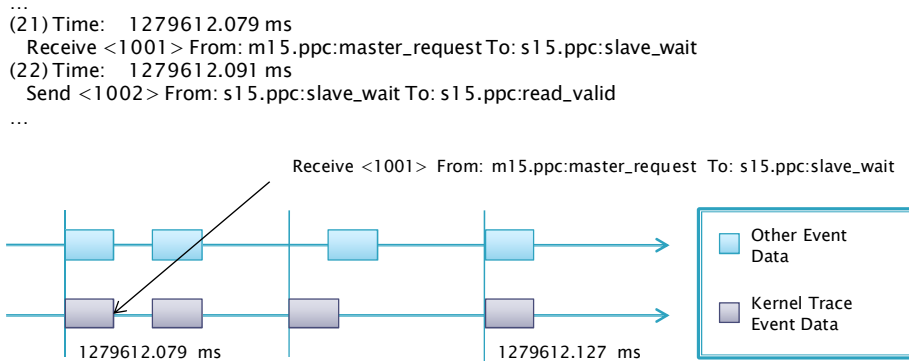 ...
(21) Time: 1279612.079 ms
Receive <1001> From: m15.ppc:master_request To: s15.ppc:slave_wait
(22) Time: 1279612.091 ms
Send <1002> From: s15.ppc:slave_wait To: s15.ppc:read_valid
...
Receive <1001> From: m15.ppc:master_request To: s15.ppc:slave_wait
Other Event
Data
Kernel Trace
Event Data
1279612.079 ms
1279612.127 ms